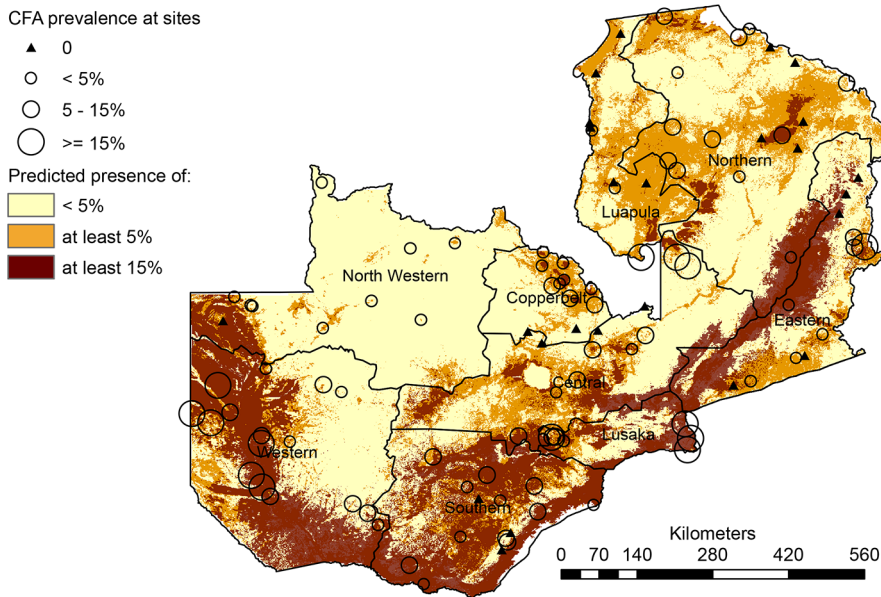 CFA prevalence at sites
0
< 5%
5 - 15%
>= 15%
Predicted presence of:
< 5%
at least 5%
at least 15%
Northern
Luapula
North Western
Copperbelt
Eastern
Central
Lusaka
Western
Southern
Kilometers
0 70 140 280 420 560